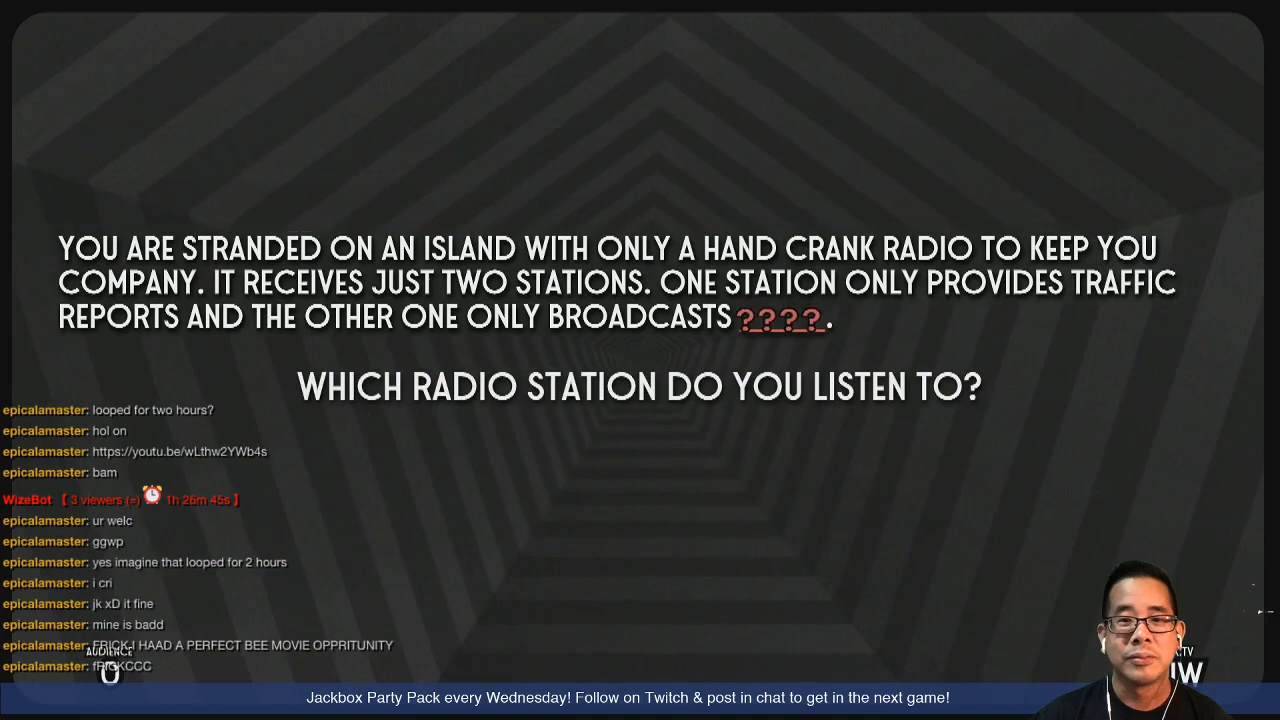 YOU ARE STRANDED ON AN ISLAND WITH ONLY A HAND CRANK RADIO TO KEEP YOU
COMPANY. IT RECEIVES JUST TWO STATIONS. ONE STATION ONLY PROVIDES TRAFFIC
REPORTS AND THE OTHER ONE ONLY BROADCASTS ????.
WHICH RADIO STATION DO YOU LISTEN TO?
epicalamaster: looped for two hours?
epicalamaster: hol on
epicalamaster: https://youtu.be/wLthw2YWb4s
epicalamaster: bam
WizeBot 【 3 viewers (=) ⏰ 1h 26m 45s 】
epicalamaster: ur welc
epicalamaster: ggwp
epicalamaster: yes imagine that looped for 2 hours
epicalamaster: i cri
epicalamaster: jk xD it fine
epicalamaster: mine is badd
epicalamaster: FRICK I HAAD A PERFECT BEE MOVIE OPPRITUNITY
AUDIENCE
epicalamaster: fRICKCCC
0
.TV
Jackbox Party Pack every Wednesday! Follow on Twitch & post in chat to get in the next game!